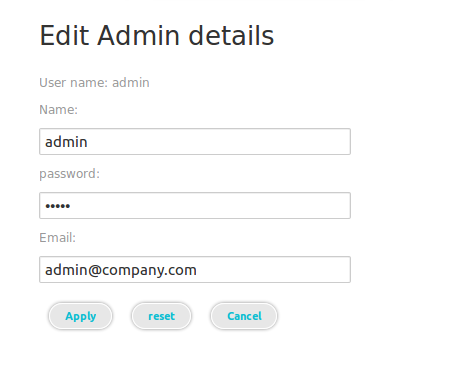 Edit Admin details
User name: admin
Name:
admin
password:
•••••
Email:
admin@company.com
Apply reset Cancel